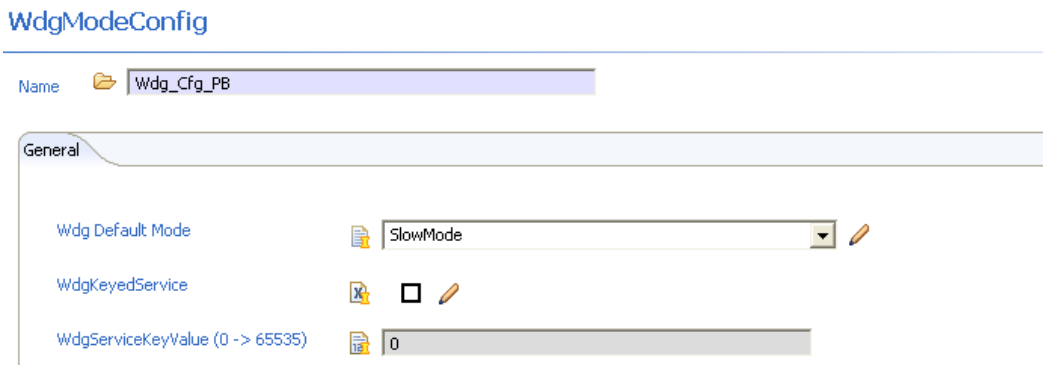 WdgModeConfig
Name Wdg_Cfg_PB
General
Wdg Default Mode SlowMode
WdgKeyedService
WdgServiceKeyValue (0 -> 65535) 0